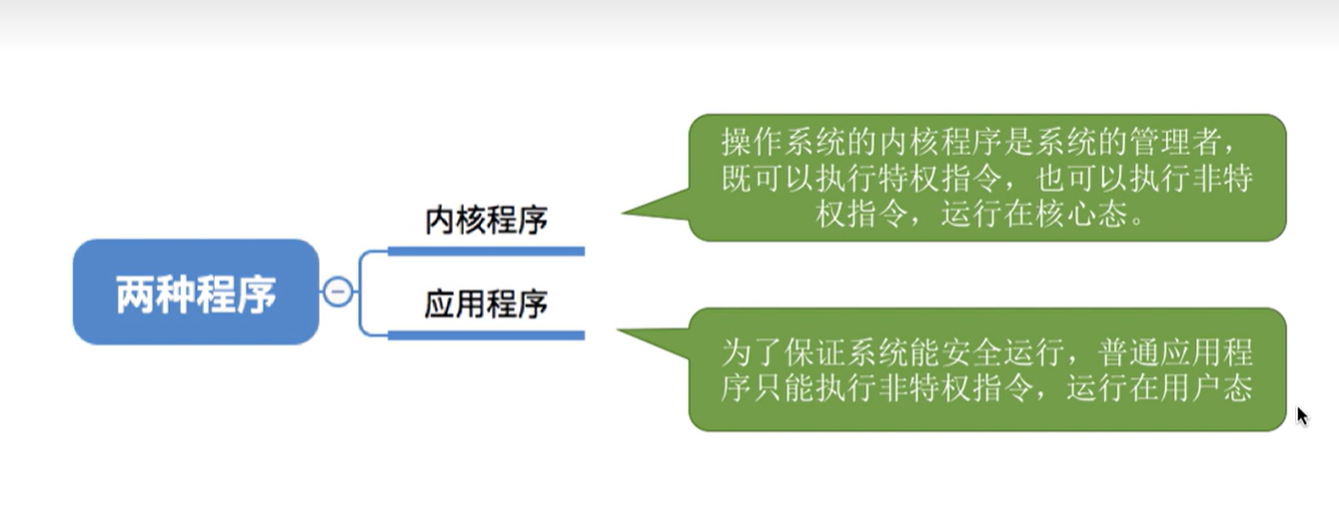 操作系统的内核程序是系统的管理者，
既可以执行特权指令，也可以执行非特
权指令，运行在核心态。
内核程序
两种程序
应用程序
为了保证系统能安全运行，普通应用程
序只能执行非特权指令，运行在用户态